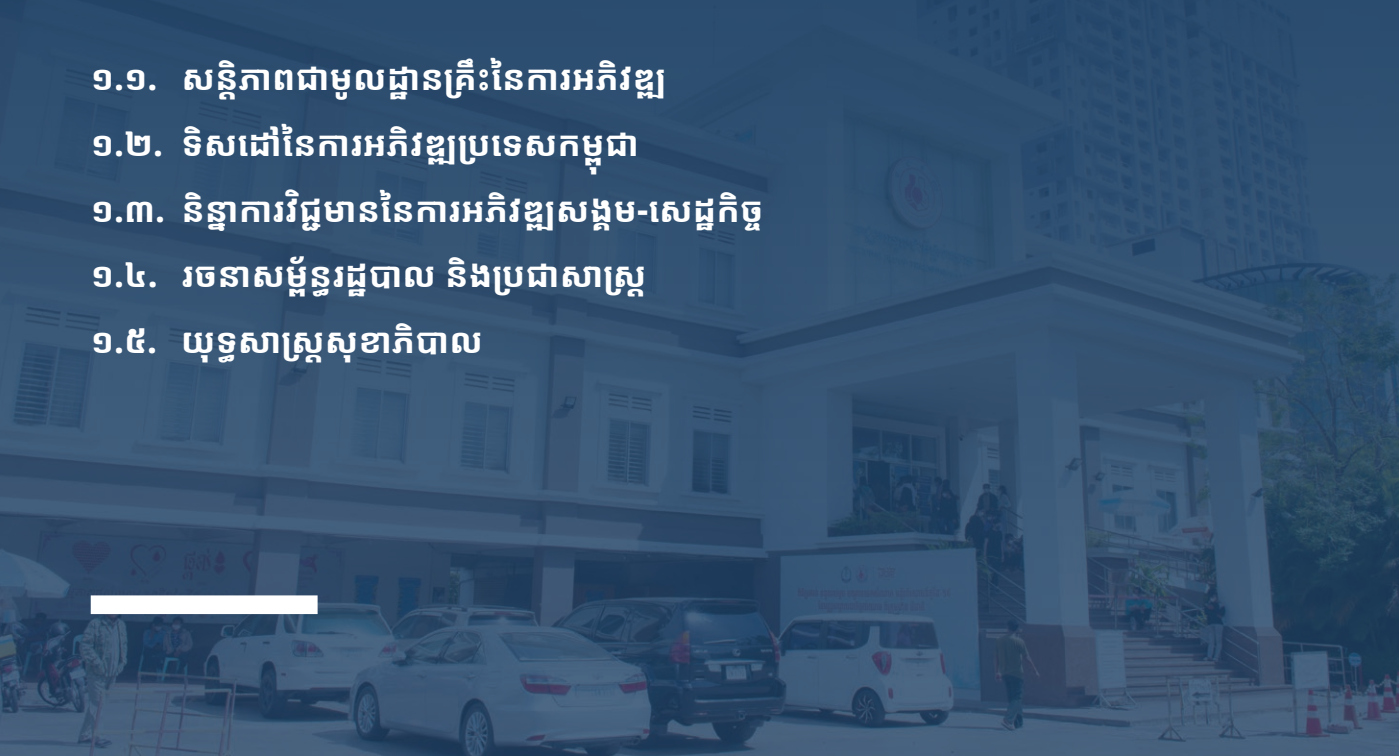 ១.១. សន្តិភាពជាមូលដ្ឋានគ្រឹះនៃការអភិវឌ្ឍ
១.២. ទិសដៅនៃការអភិវឌ្ឍប្រទេសកម្ពុជា
១.៣. និន្នាការវិជ្ជមាននៃការអភិវឌ្ឍសង្គម-សេដ្ឋកិច្ច
១.៤. រចនាសម្ព័ន្ធរដ្ឋបាល និងប្រជាសាស្ត្រ
១.៥. យុទ្ធសាស្ត្រសុខាភិបាល